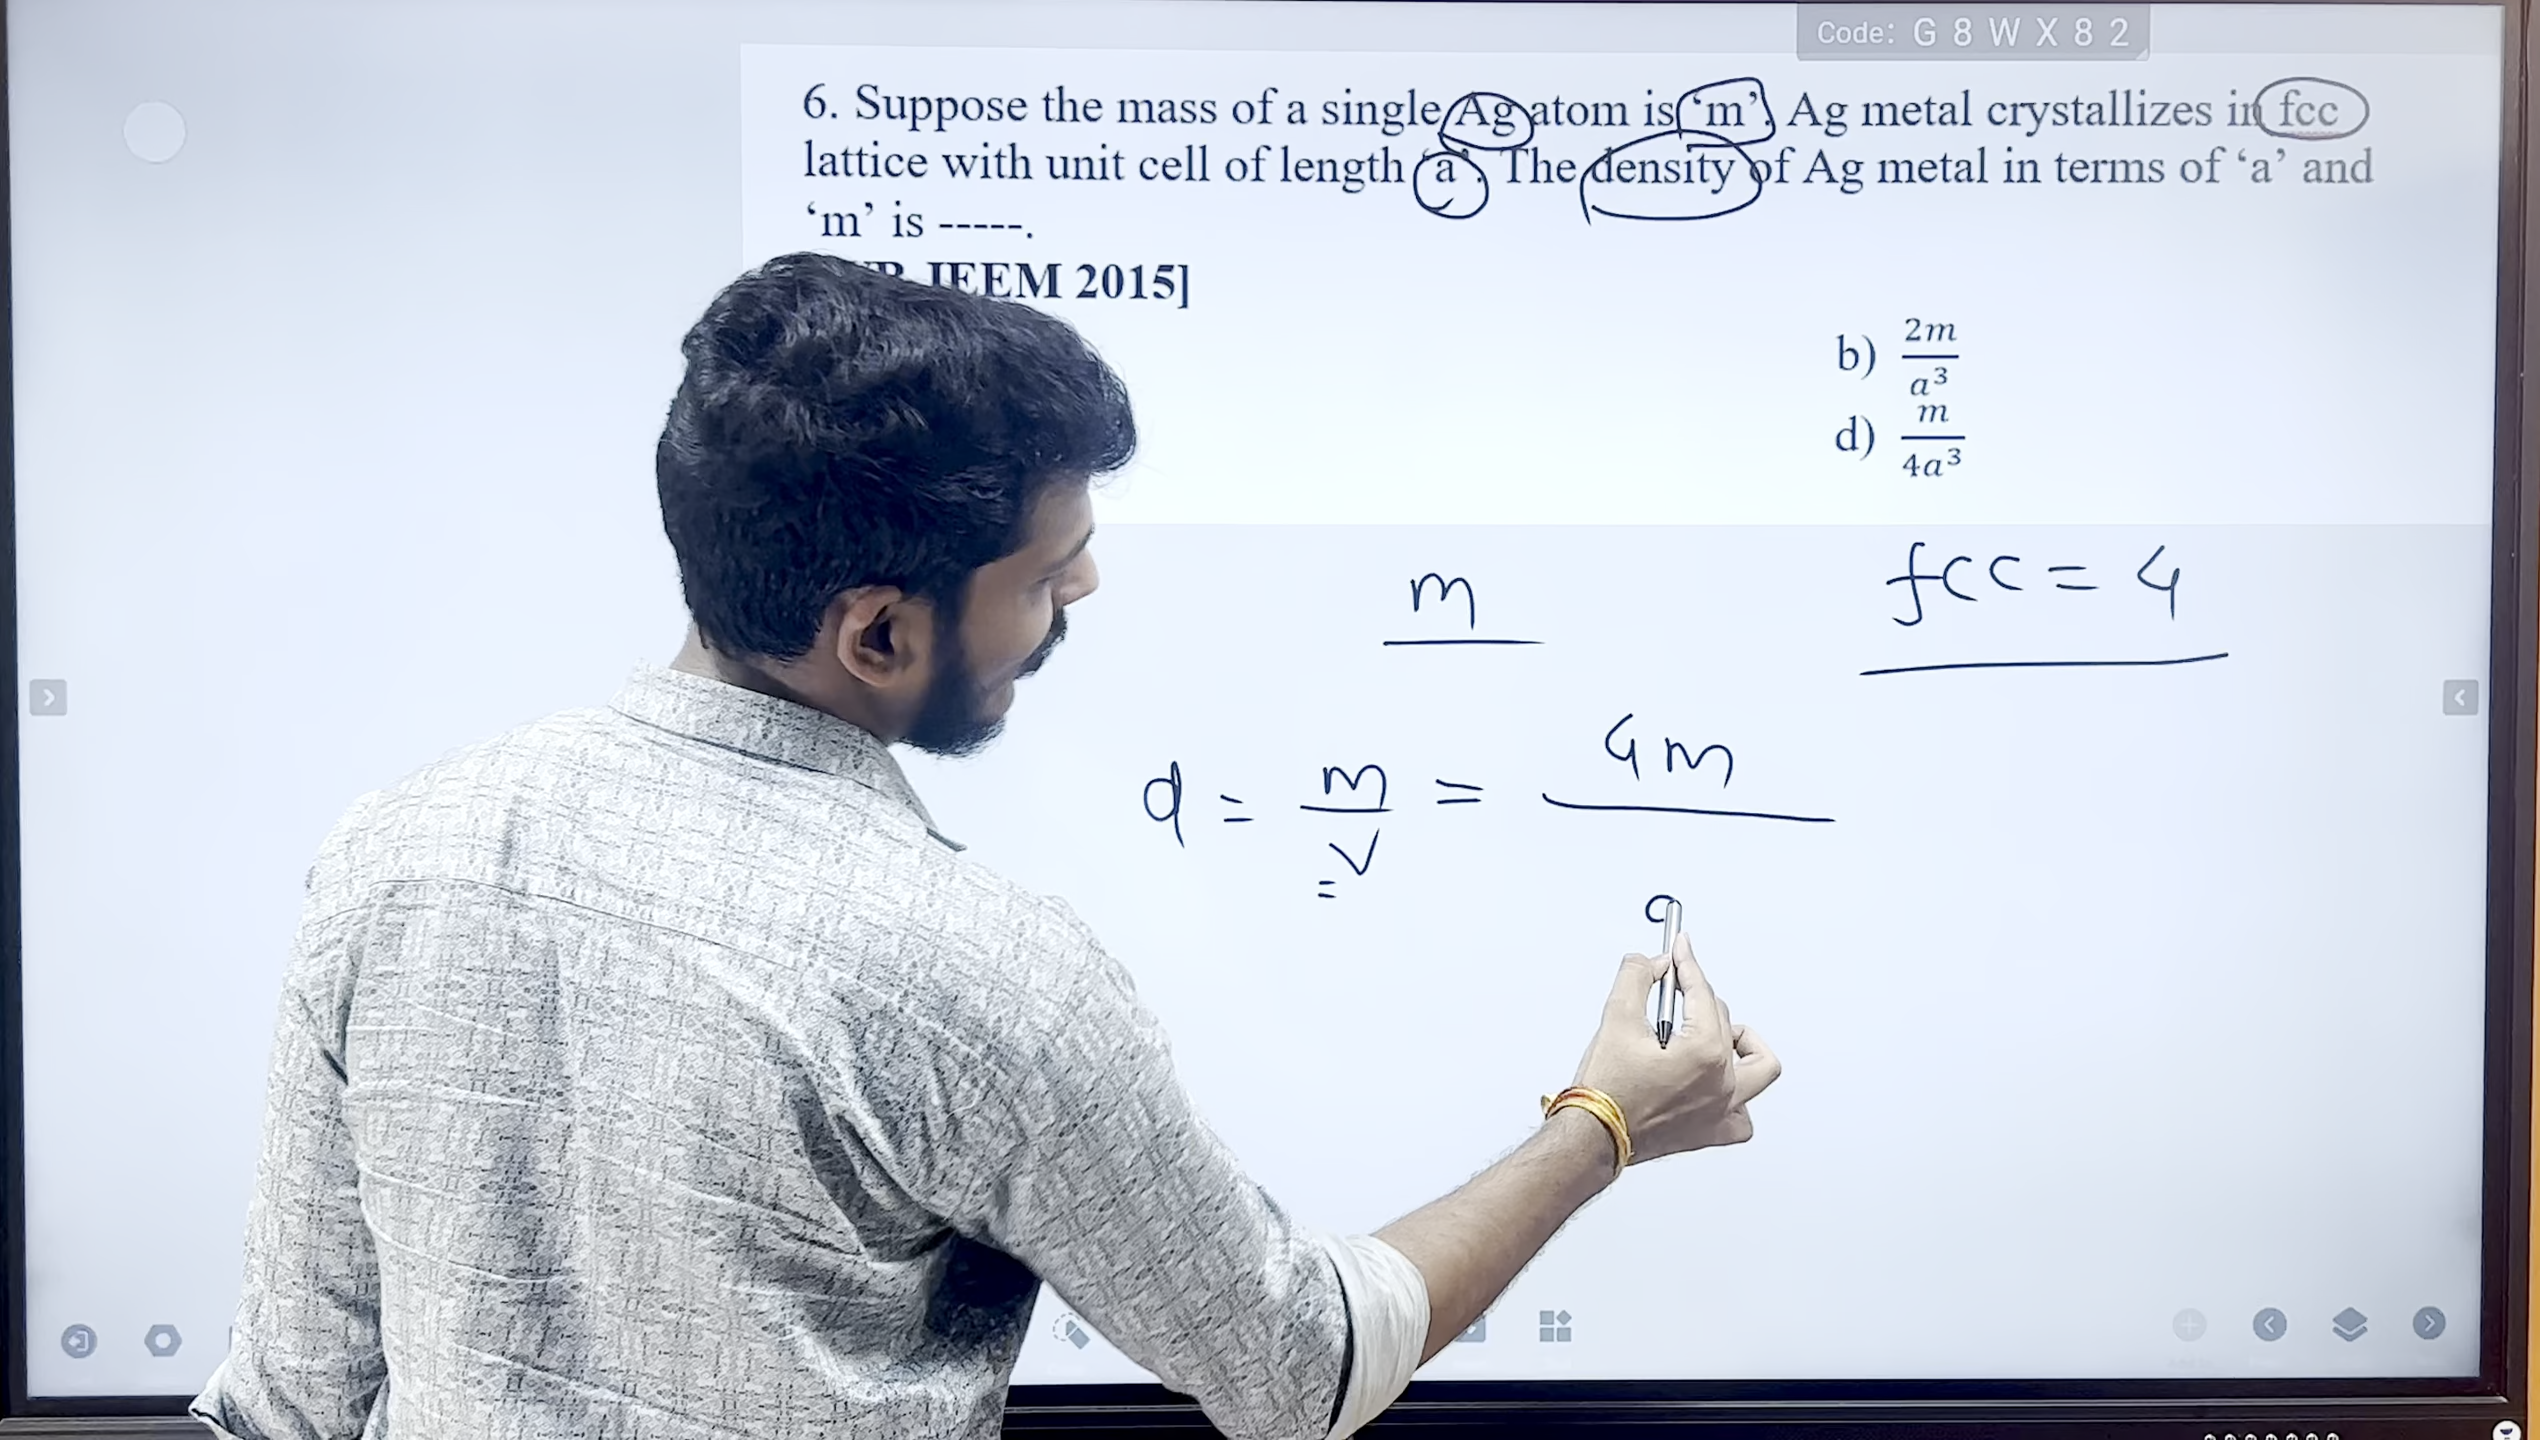 Code: G 8 W X 8 2
6. Suppose the mass of a single Ag atom is ‘m’. Ag metal crystallizes in fcc
lattice with unit cell of length ‘a’. The density of Ag metal in terms of ‘a’ and
‘m’ is -----.
JEEM 2015]
b) 2m/a³
d) m/4a³
m
fcc = 4
d = m/v = 4m
=